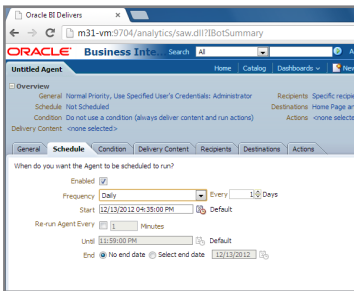 Oracle BI Delivers
m31-vm:9704/analytics/saw.dll?IBotSummary
ORACLE Business Inte... Search All
Untitled Agent Home Catalog Dashboards New
Overview
General Normal Priority, Use Specified User's Credentials: Administrator Recipients Specific recipie
Schedule Not Scheduled Destinations Home Page an
Condition Do not use a condition (always deliver content and run actions) Actions <none selecte
Delivery Content <none selected>
General Schedule Condition Delivery Content Recipients Destinations Actions
When do you want the Agent to be scheduled to run?
Enabled
Frequency Daily Every 1 Days
Start 12/13/2012 04:35:00 PM Default
Re-run Agent Every 1 Minutes
Until 11:59:00 PM Default
End No end date Select end date 12/13/2012